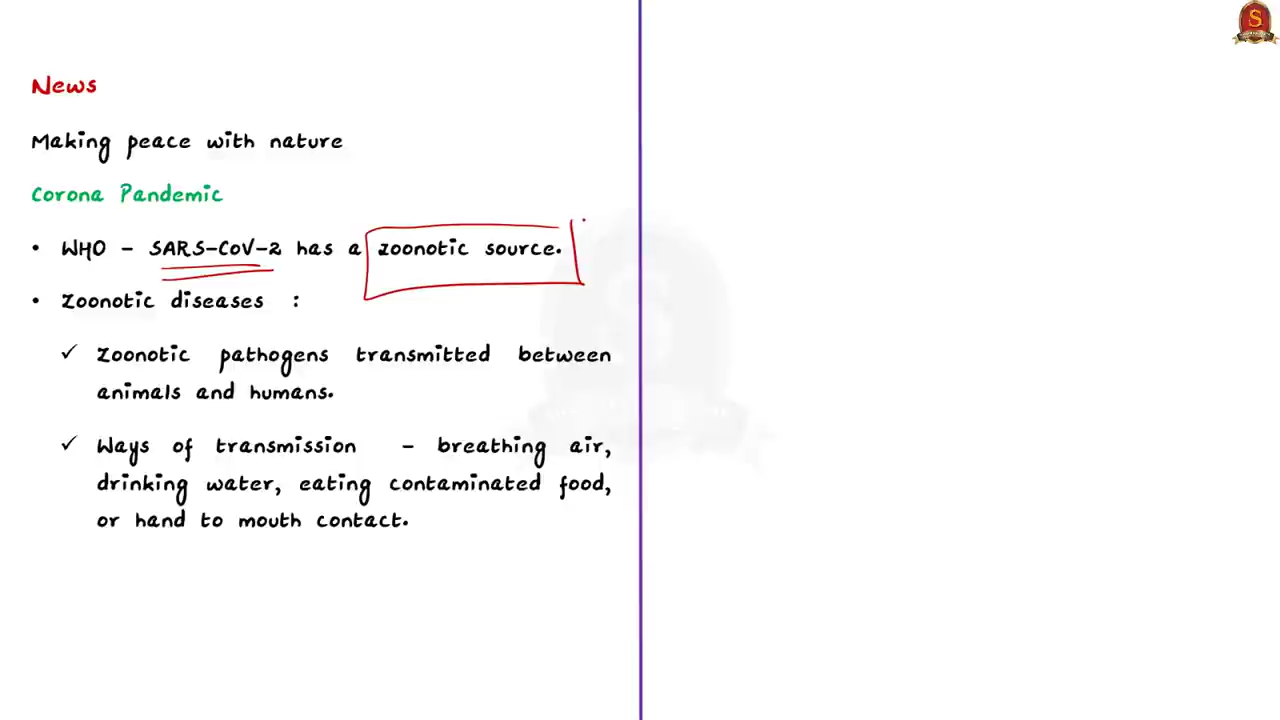 S
News
Making peace with nature
Corona Pandemic
• WHO – SARS-CoV-2 has a zoonotic source.
• Zoonotic diseases :
✓ Zoonotic pathogens transmitted between
animals and humans.
✓ Ways of transmission – breathing air,
drinking water, eating contaminated food,
or hand to mouth contact.